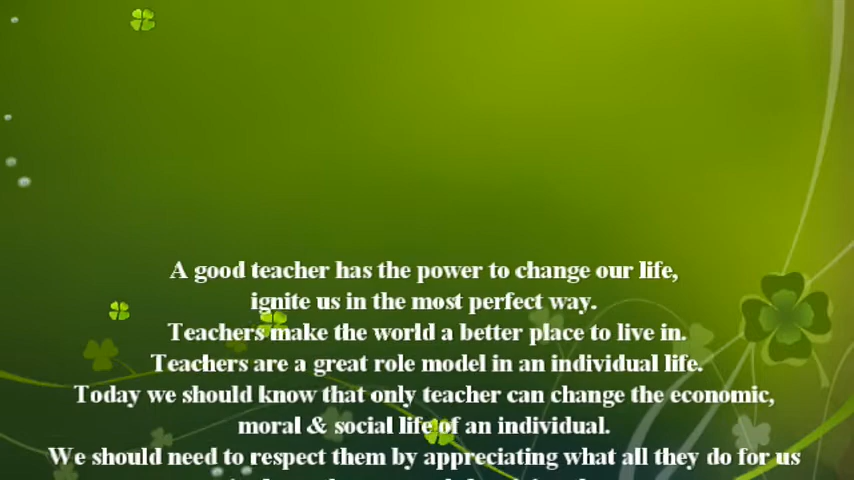 A good teacher has the power to change our life,
ignite us in the most perfect way.
Teachers make the world a better place to live in.
Teachers are a great role model in an individual life.
Today we should know that only teacher can change the economic,
moral & social life of an individual.
We should need to respect them by appreciating what all they do for us